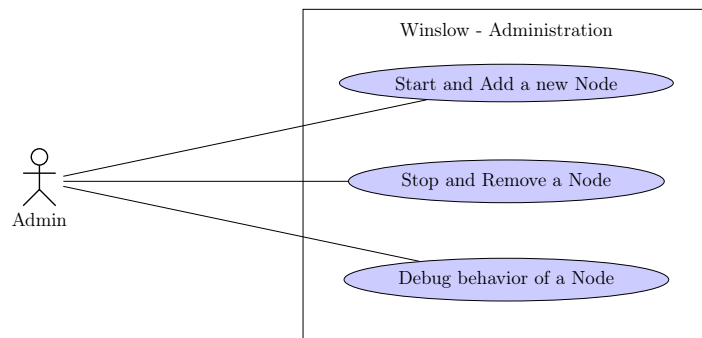 Winslow - Administration
Start and Add a new Node
Stop and Remove a Node
Admin
Debug behavior of a Node